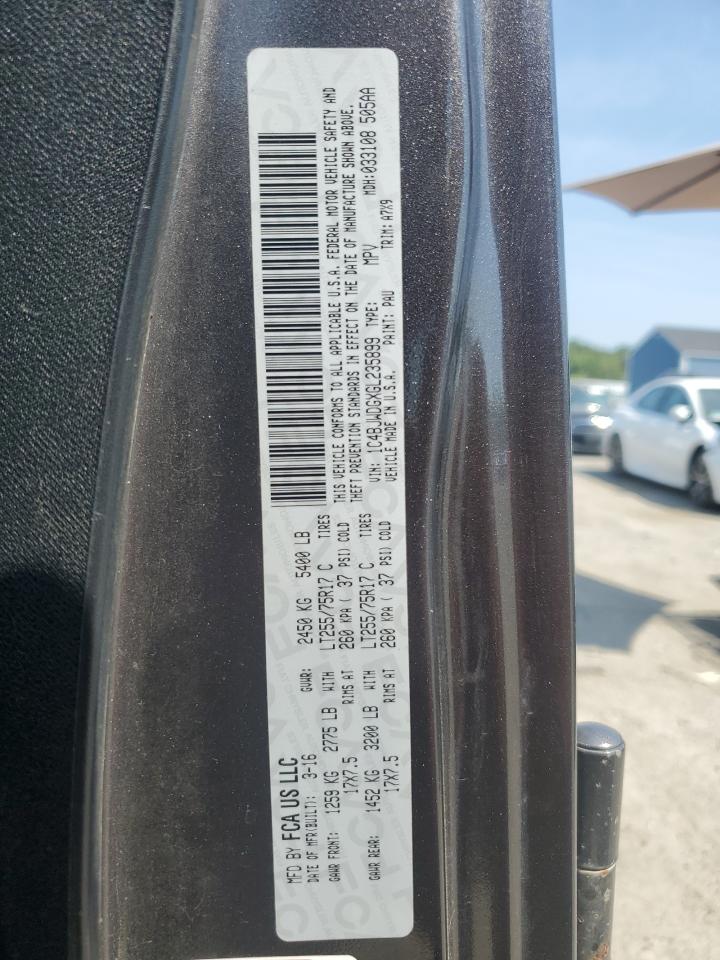 MFD BY FCA US LLC
DATE OF MFR(BUILT): 3-16 GVWR: 2450 KG 5400 LB
GAWR FRONT: 1259 KG 2775 LB WITH LT255/75R17 C TIRES
17X7.5 RIMS AT 260 KPA ( 37 PSI) COLD
GAWR REAR: 1452 KG 3200 LB WITH LT255/75R17 C TIRES
17X7.5 RIMS AT 260 KPA ( 37 PSI) COLD
THIS VEHICLE CONFORMS TO ALL APPLICABLE U.S.A. FEDERAL MOTOR VEHICLE SAFETY AND
THEFT PREVENTION STANDARDS IN EFFECT ON THE DATE OF MANUFACTURE SHOWN ABOVE.
VIN: 1C4BJWDGXGL235899 TYPE: MPV MDH:033108 505AA
VEHICLE MADE IN U.S.A. PAINT: PAU TRIM: A7X9